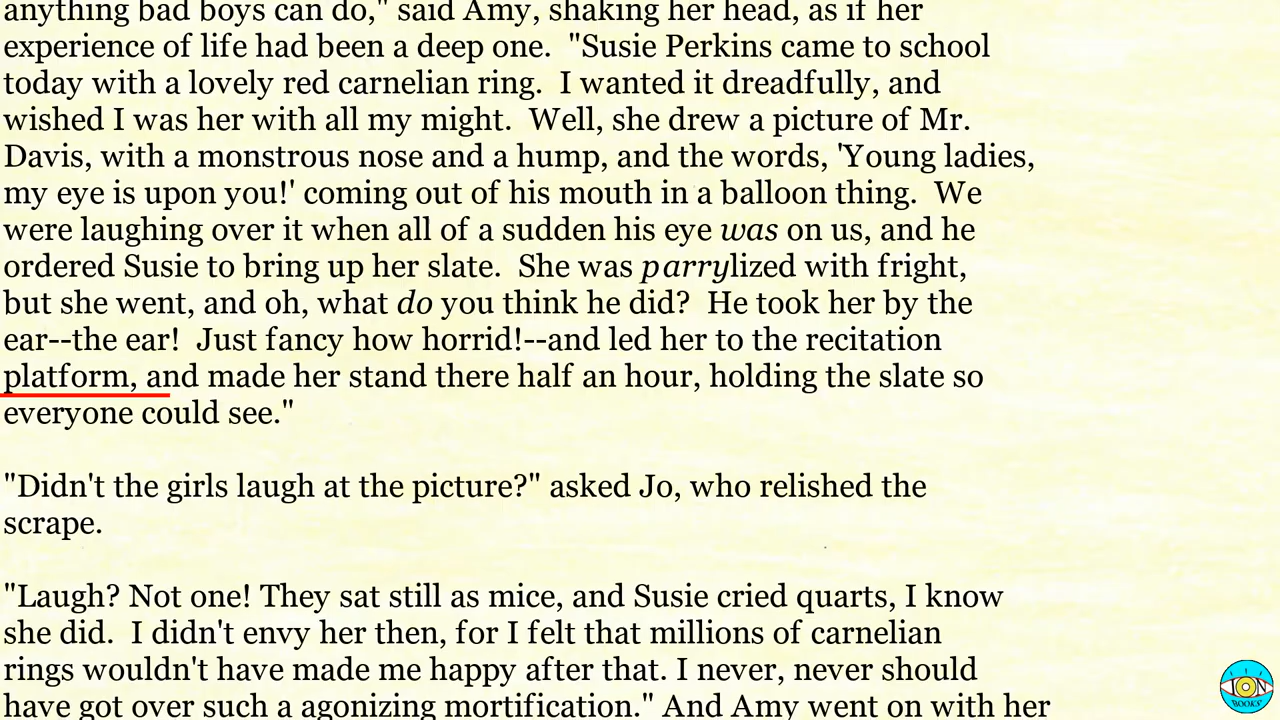 anything bad boys can do," said Amy, shaking her head, as if her
experience of life had been a deep one.  "Susie Perkins came to school
today with a lovely red carnelian ring.  I wanted it dreadfully, and
wished I was her with all my might.  Well, she drew a picture of Mr.
Davis, with a monstrous nose and a hump, and the words, 'Young ladies,
my eye is upon you!' coming out of his mouth in a balloon thing.  We
were laughing over it when all of a sudden his eye was on us, and he
ordered Susie to bring up her slate.  She was parrylized with fright,
but she went, and oh, what do you think he did?  He took her by the
ear--the ear!  Just fancy how horrid!--and led her to the recitation
platform, and made her stand there half an hour, holding the slate so
everyone could see."
"Didn't the girls laugh at the picture?" asked Jo, who relished the
scrape.
"Laugh? Not one! They sat still as mice, and Susie cried quarts, I know
she did.  I didn't envy her then, for I felt that millions of carnelian
rings wouldn't have made me happy after that. I never, never should
have got over such a agonizing mortification." And Amy went on with her
ION
BOOKS